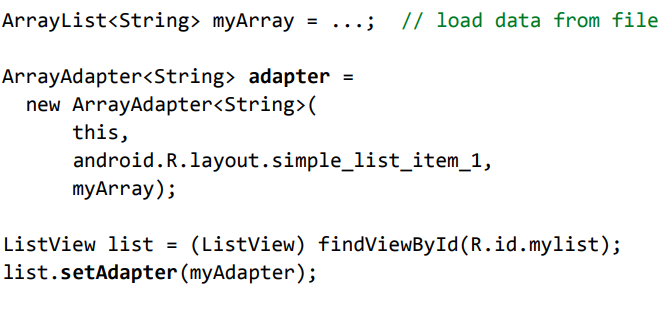 ArrayList<String> myArray = ...;  // load data from file
ArrayAdapter<String> adapter =
  new ArrayAdapter<String>(
      this,
      android.R.layout.simple_list_item_1,
      myArray);
ListView list = (ListView) findViewById(R.id.mylist);
list.setAdapter(myAdapter);